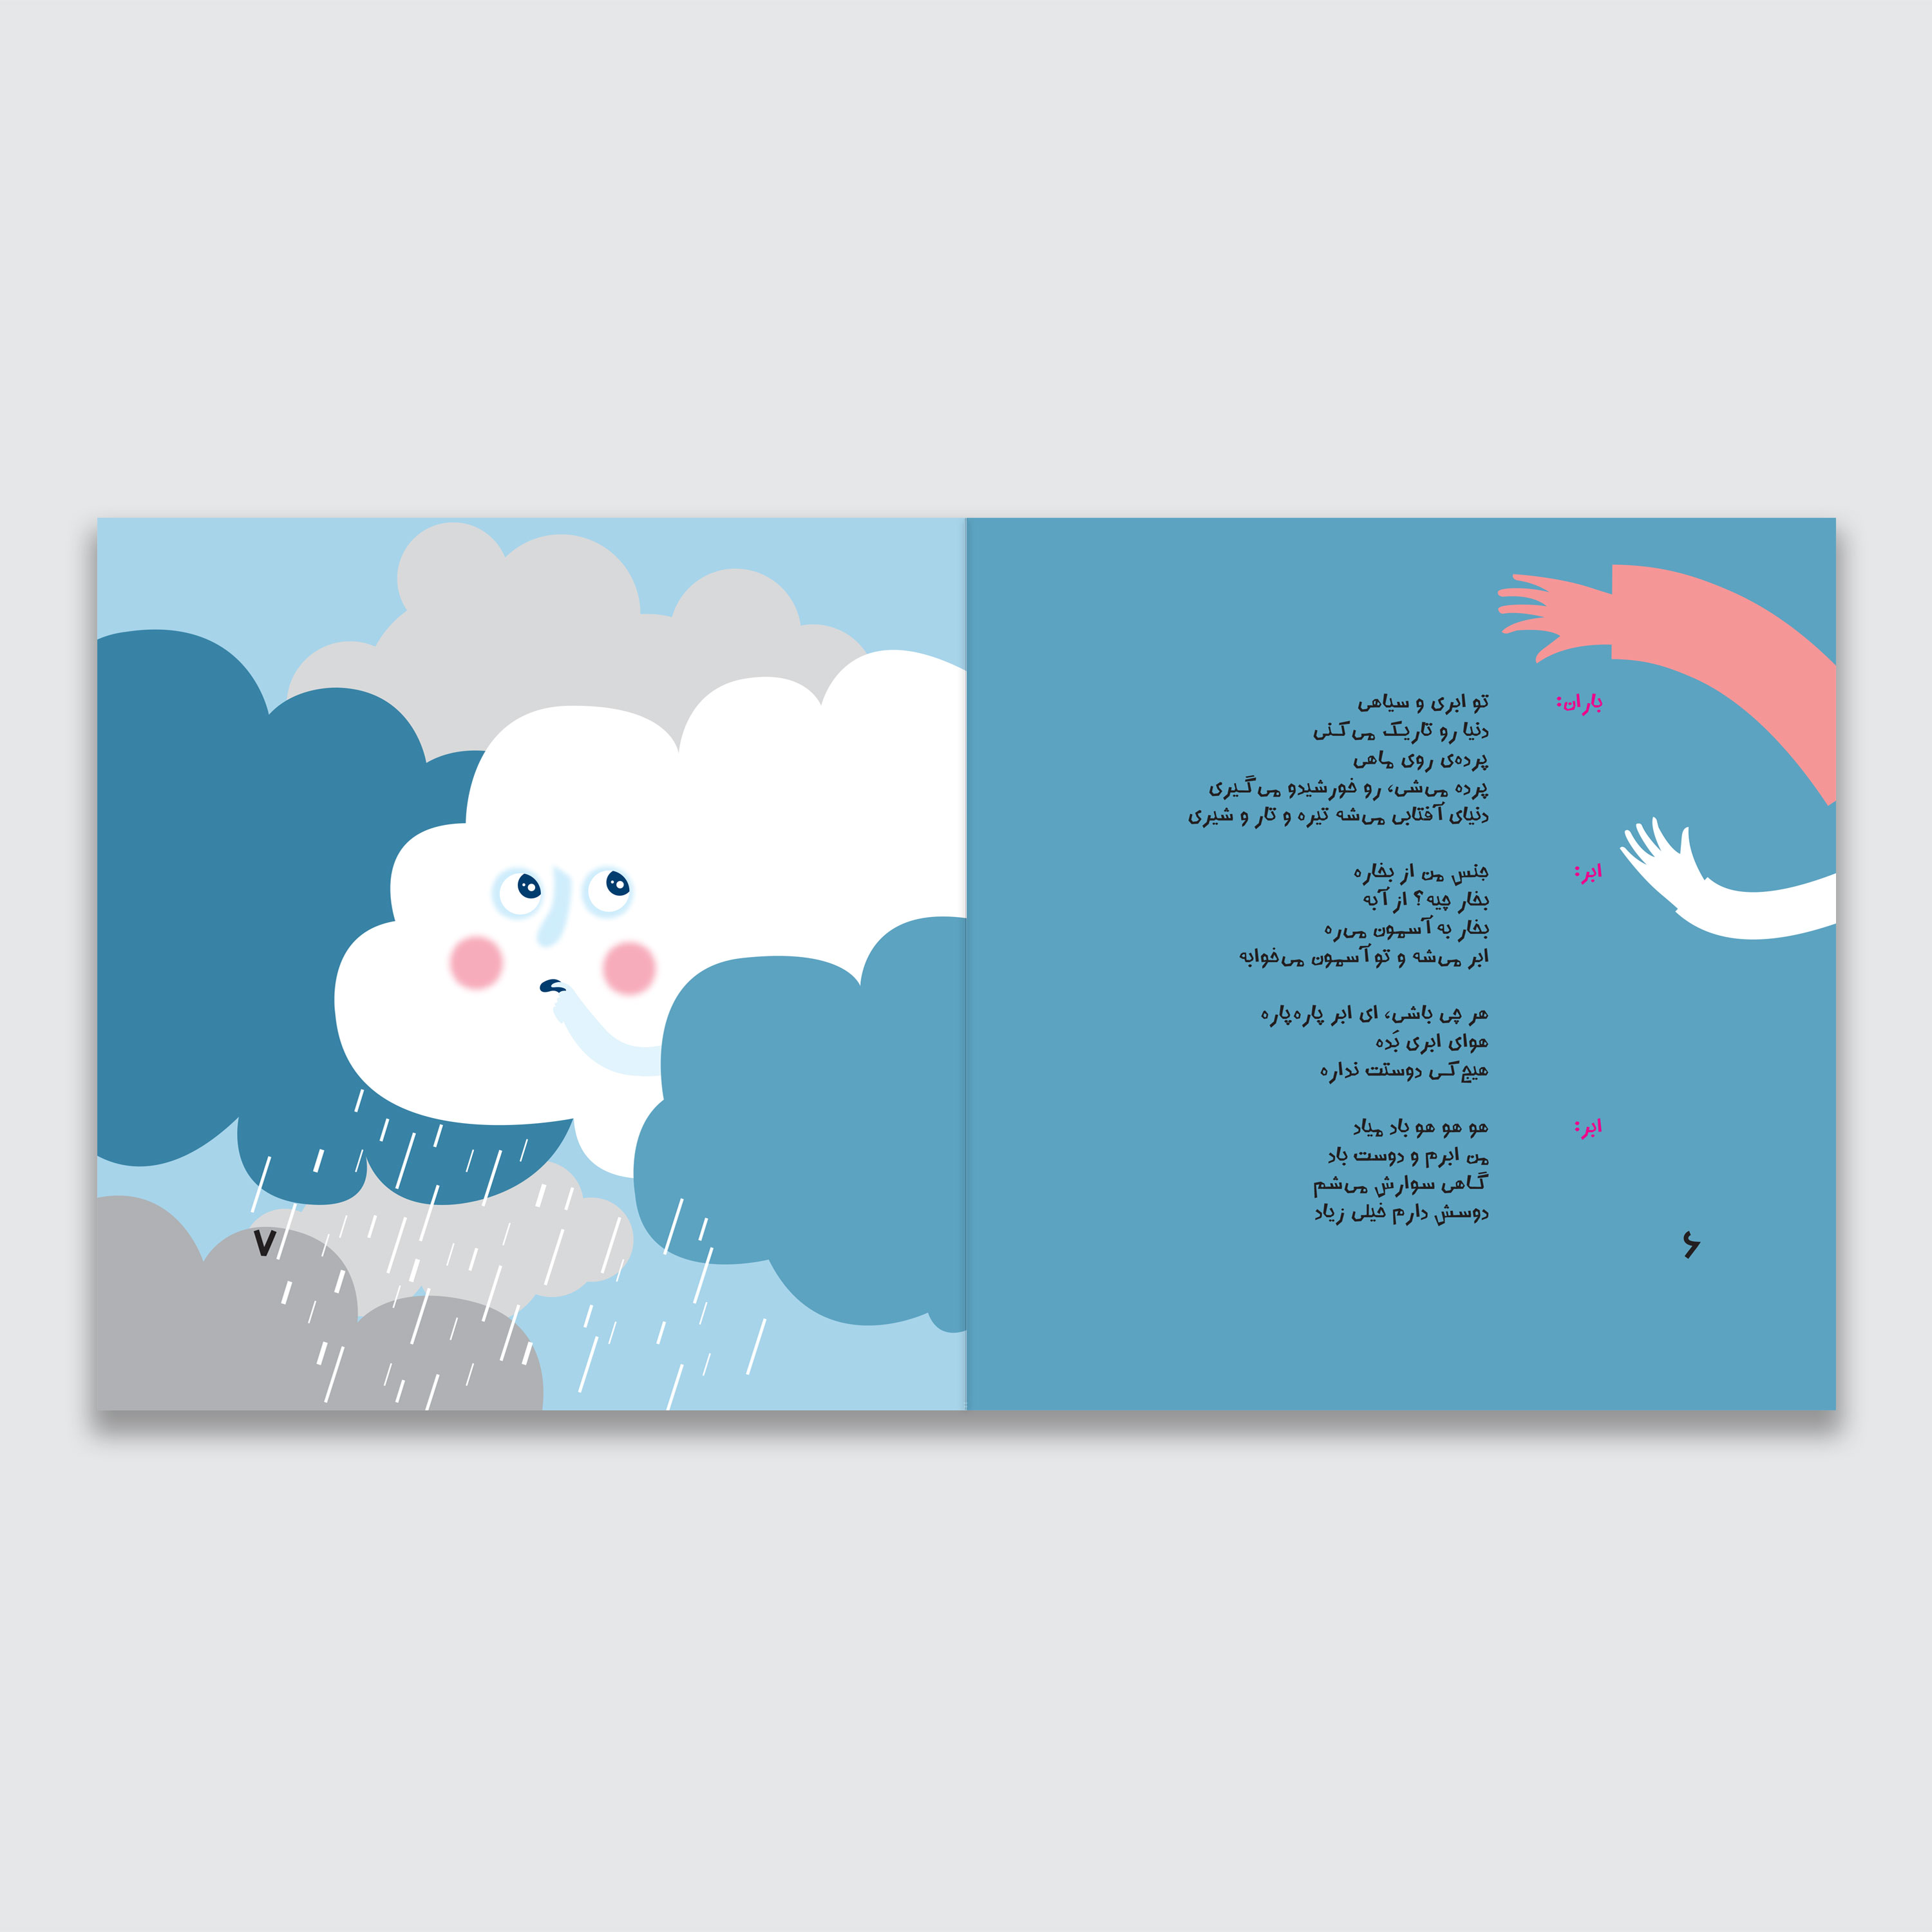 باران: تو ابری و سیاهی
دنیا رو تاریک می‌کنی
پرده‌ی روی ماهی
پرده می‌شی، رو خورشیدو می‌گیری
دنیای آفتابی می‌شه تیره و تار و شیری
ابر: جنس من از بخاره
بخار چیه؟ از آبه
بخار به آسمون می‌ره
ابر می‌شه و تو آسمون می‌خوابه
هر چی باشی، ای ابر پاره‌پاره
هوای ابری بَده
هیچ‌کی دوستت نداره
ابر: هو هو هو باد میاد
من ابرم و دوست باد
گاهی سوارش می‌شم
دوسش دارم خیلی زیاد
۶
۷